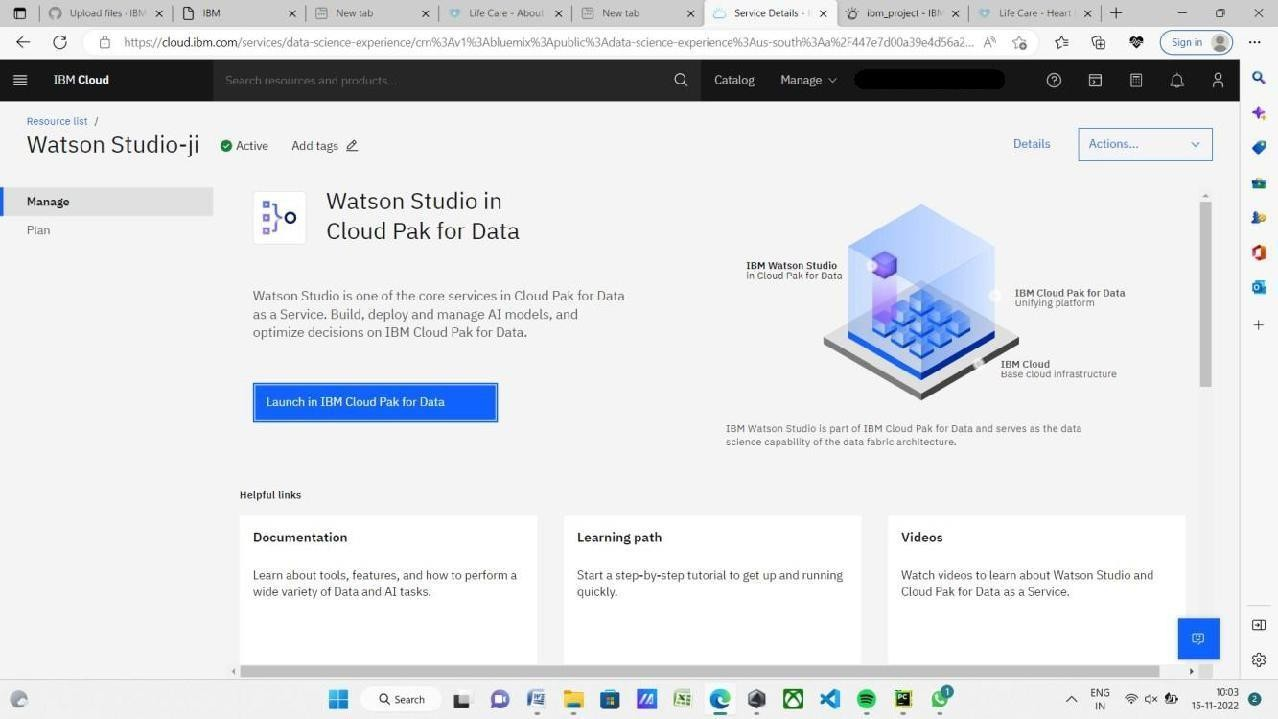 Upload files · IBM
IBM
New tab
Life Care - About
New tab
Service Details - I
ibm_project - IBM
Life Care - Heart
https://cloud.ibm.com/services/data-science-experience/crn%3Av1%3Abluemix%3Apublic%3Adata-science-experience%3Aus-south%3Aa%2F447e7d00a39e4d56a2...
Sign in
IBM Cloud
Search resources and products...
Catalog
Manage
Resource list /
Watson Studio-ji
Active
Add tags
Details
Actions...
Manage
Plan
Watson Studio in
Cloud Pak for Data
Watson Studio is one of the core services in Cloud Pak for Data
as a Service. Build, deploy and manage AI models, and
optimize decisions on IBM Cloud Pak for Data.
Launch in IBM Cloud Pak for Data
IBM Watson Studio
in Cloud Pak for Data
IBM Cloud Pak for Data
unifying platform
IBM Cloud
Base cloud infrastructure
IBM Watson Studio is part of IBM Cloud Pak for Data and serves as the data
science capability of the data fabric architecture.
Helpful links
Documentation
Learn about tools, features, and how to perform a
wide variety of Data and AI tasks.
Learning path
Start a step-by-step tutorial to get up and running
quickly.
Videos
Watch videos to learn about Watson Studio and
Cloud Pak for Data as a Service.
Search
1
ENG
IN
10:03
15-11-2022
2